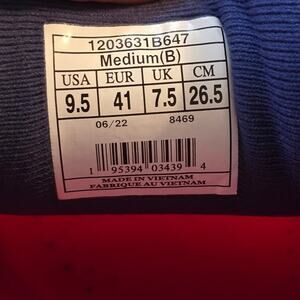 1203631B647
Medium(B)
USA EUR UK CM
9.5 41 7.5 26.5
06/22 8469
1 95394 03439 4
MADE IN VIETNAM
FABRIQUE AU VIETNAM